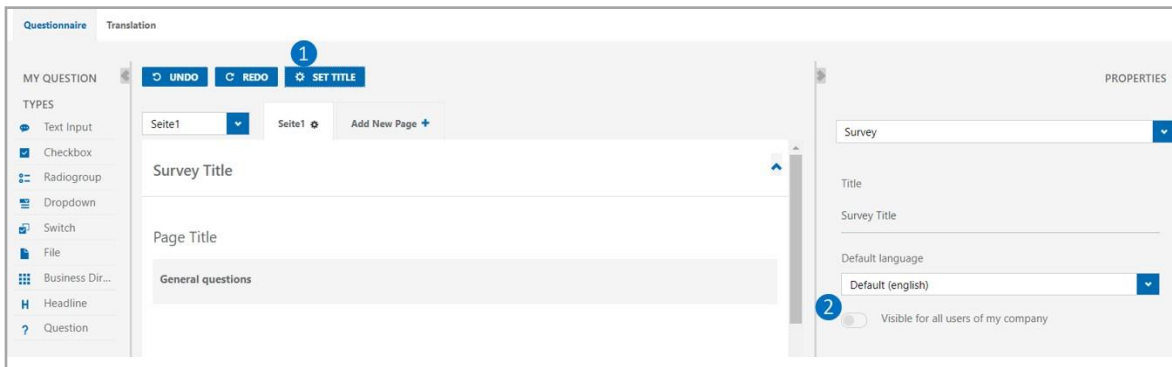 Questionnaire Translation
1
MY QUESTION TYPES
Text Input
Checkbox
Radiogroup
Dropdown
Switch
File
Business Dir...
Headline
Question
UNDO REDO SET TITLE
Seite1 Seite1 Add New Page +
Survey Title
Page Title
General questions
PROPERTIES
Survey
Title
Survey Title
Default language
Default (english)
2
Visible for all users of my company